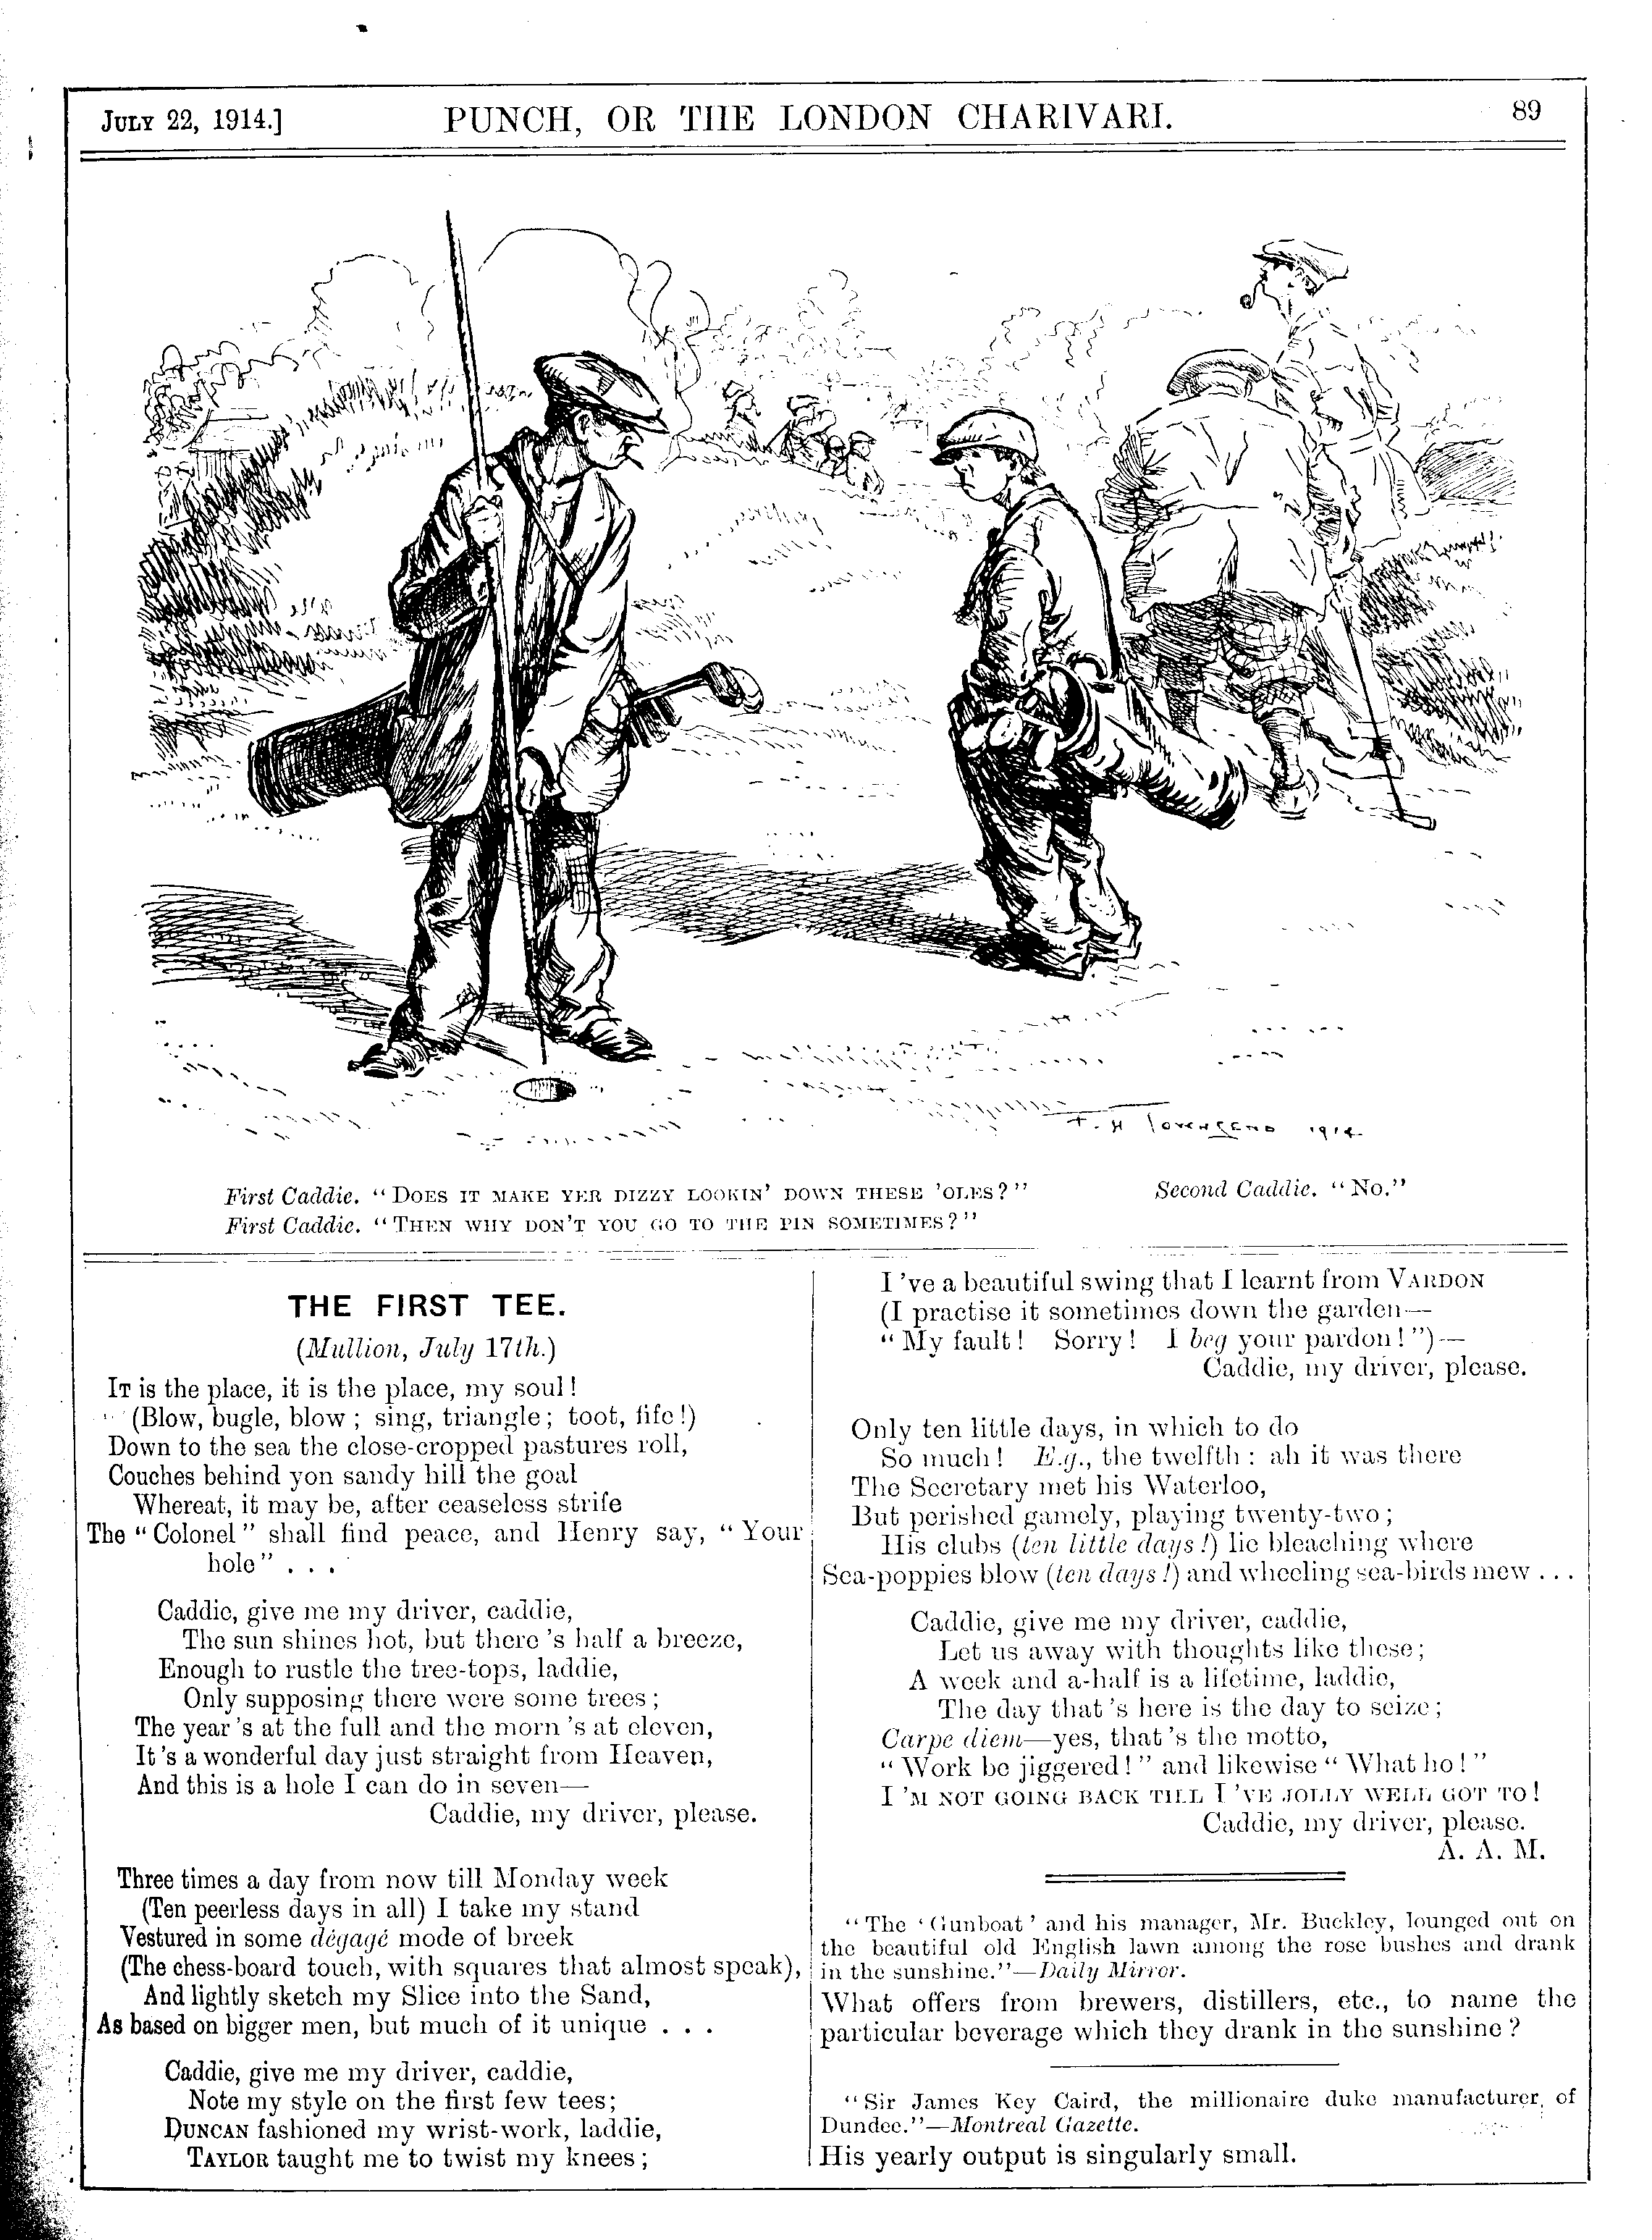 JULY 22, 1914.] PUNCH, OR THE LONDON CHARIVARI. 89
F. H. TOWNSEND 1914
First Caddie. "DOES IT MAKE YER DIZZY LOOKIN' DOWN THESE 'OLES?" Second Caddie. "NO."
First Caddie. "THEN WHY DON'T YOU GO TO THE PIN SOMETIMES?"
THE FIRST TEE.
(Mullion, July 17th.)
IT is the place, it is the place, my soul!
(Blow, bugle, blow; sing, triangle; toot, fife!)
Down to the sea the close-cropped pastures roll,
Couches behind yon sandy hill the goal
Whereat, it may be, after ceaseless strife
The "Colonel" shall find peace, and Henry say, "Your
hole" . . .
Caddie, give me my driver, caddie,
The sun shines hot, but there's half a breeze,
Enough to rustle the tree-tops, laddie,
Only supposing there were some trees;
The year's at the full and the morn's at eleven,
It's a wonderful day just straight from Heaven,
And this is a hole I can do in seven—
Caddie, my driver, please.
Three times a day from now till Monday week
(Ten peerless days in all) I take my stand
Vestured in some dégagé mode of breek
(The chess-board touch, with squares that almost speak),
And lightly sketch my Slice into the Sand,
As based on bigger men, but much of it unique . . .
Caddie, give me my driver, caddie,
Note my style on the first few tees;
DUNCAN fashioned my wrist-work, laddie,
TAYLOR taught me to twist my knees;
I've a beautiful swing that I learnt from VARDON
(I practise it sometimes down the garden—
"My fault! Sorry! I beg your pardon!")—
Caddie, my driver, please.
Only ten little days, in which to do
So much! E.g., the twelfth: ah it was there
The Secretary met his Waterloo,
But perished gamely, playing twenty-two;
His clubs (ten little days!) lie bleaching where
Sea-poppies blow (ten days!) and wheeling sea-birds mew . . .
Caddie, give me my driver, caddie,
Let us away with thoughts like these;
A week and a-half is a lifetime, laddie,
The day that's here is the day to seize;
Carpe diem—yes, that's the motto,
"Work be jiggered!" and likewise "What ho!"
I'M NOT GOING BACK TILL I'VE JOLLY WELL GOT TO!
Caddie, my driver, please.
A. A. M.
"The 'Gunboat' and his manager, Mr. Buckley, lounged out on
the beautiful old English lawn among the rose bushes and drank
in the sunshine."—Daily Mirror.
What offers from brewers, distillers, etc., to name the
particular beverage which they drank in the sunshine?
"Sir James Key Caird, the millionaire duke manufacturer, of
Dundee."—Montreal Gazette.
His yearly output is singularly small.